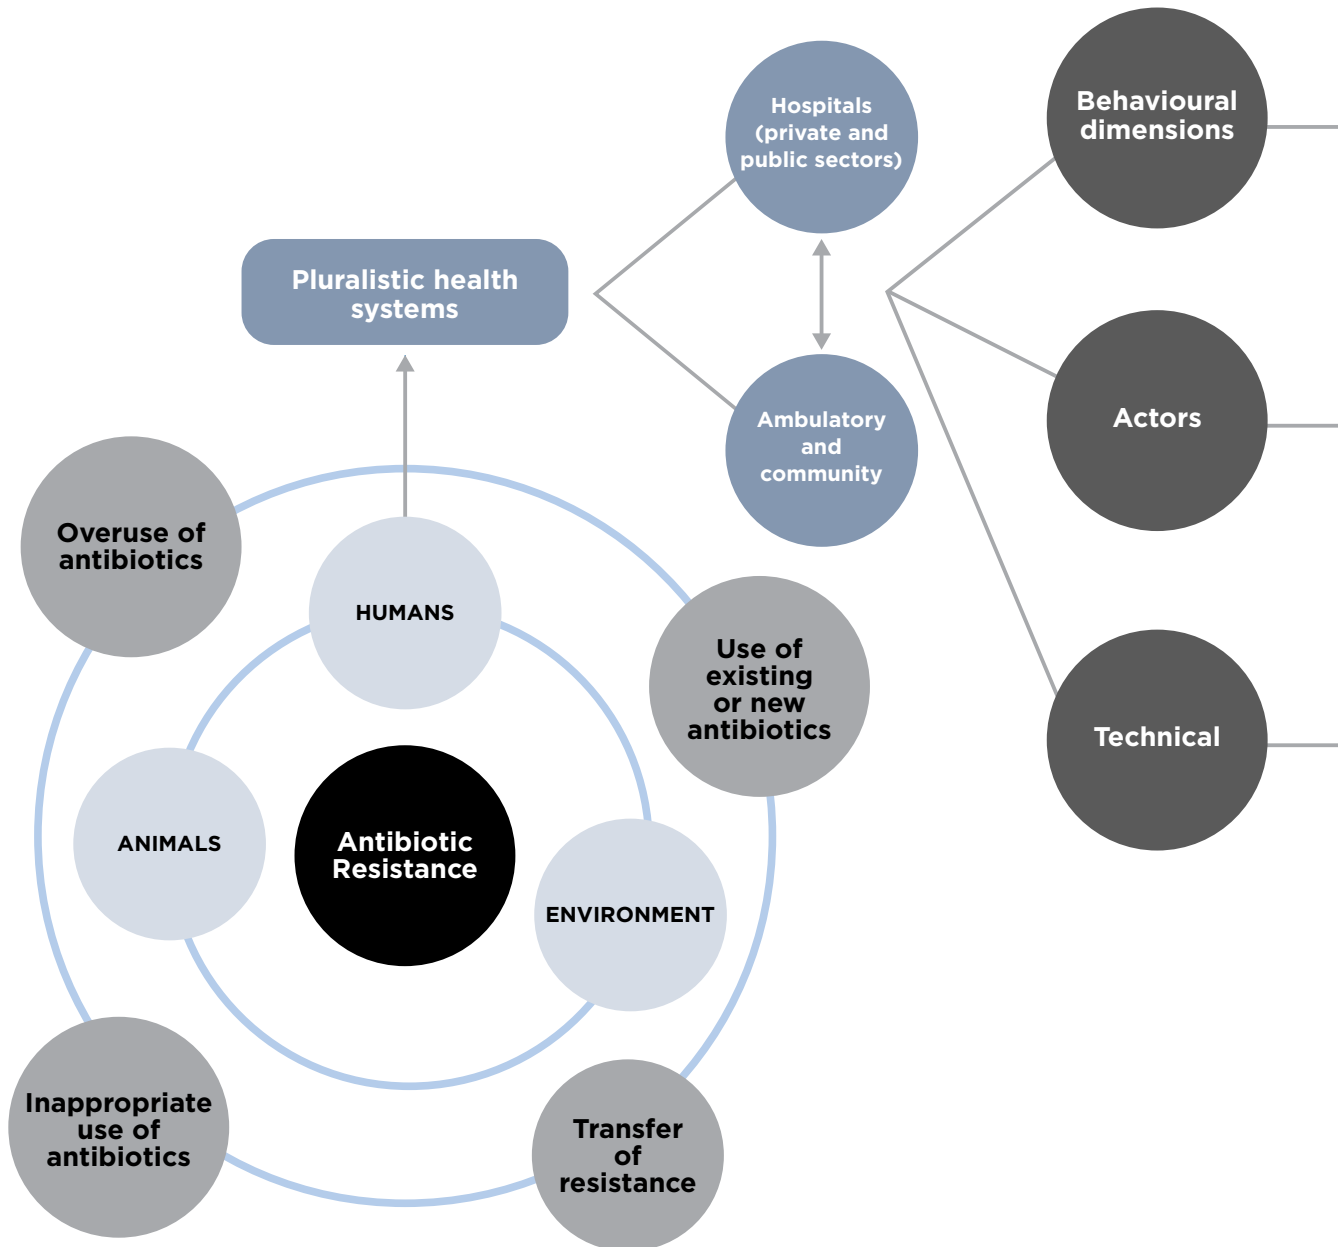 Behavioural
dimensions
Hospitals
(private and
public sectors)
Pluralistic health
systems
Actors
Ambulatory
and
community
Overuse of
antibiotics
HUMANS
Use of
existing
or new
antibiotics
Technical
ANIMALS
Antibiotic
Resistance
ENVIRONMENT
Inappropriate
use of
antibiotics
Transfer
of
resistance